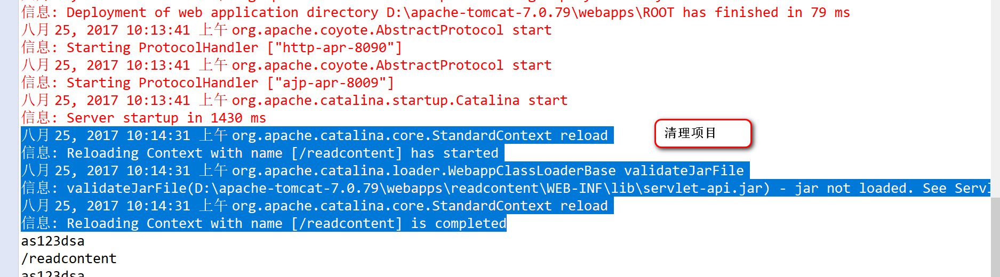 信息: Deployment of web application directory D:\apache-tomcat-7.0.79\webapps\ROOT has finished in 79 ms
八月 25, 2017 10:13:41 上午 org.apache.coyote.AbstractProtocol start
信息: Starting ProtocolHandler ["http-apr-8090"]
八月 25, 2017 10:13:41 上午 org.apache.coyote.AbstractProtocol start
信息: Starting ProtocolHandler ["ajp-apr-8009"]
八月 25, 2017 10:13:41 上午 org.apache.catalina.startup.Catalina start
信息: Server startup in 1430 ms
八月 25, 2017 10:14:31 上午 org.apache.catalina.core.StandardContext reload
清理项目
信息: Reloading Context with name [/readcontent] has started
八月 25, 2017 10:14:31 上午 org.apache.catalina.loader.WebappClassLoaderBase validateJarFile
信息: validateJarFile(D:\apache-tomcat-7.0.79\webapps\readcontent\WEB-INF\lib\servlet-api.jar) - jar not loaded. See Servl
八月 25, 2017 10:14:31 上午 org.apache.catalina.core.StandardContext reload
信息: Reloading Context with name [/readcontent] is completed
as123dsa
/readcontent
as123dsa